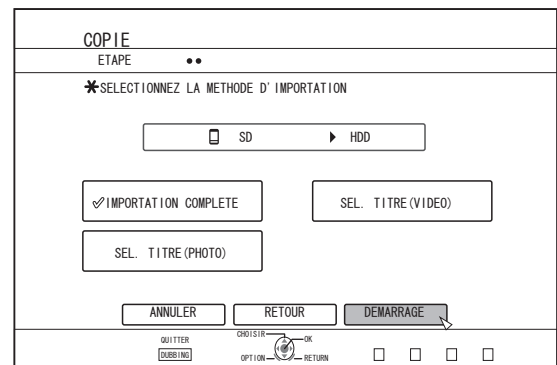 COPIE
ETAPE
SELECTIONNEZ LA METHODE D'IMPORTATION
SD HDD
IMPORTATION COMPLETE SEL. TITRE(VIDEO)
SEL. TITRE(PHOTO)
ANNULER RETOUR DEMARRAGE
QUITTER CHOISIR OK
DUBBING OPTION RETURN